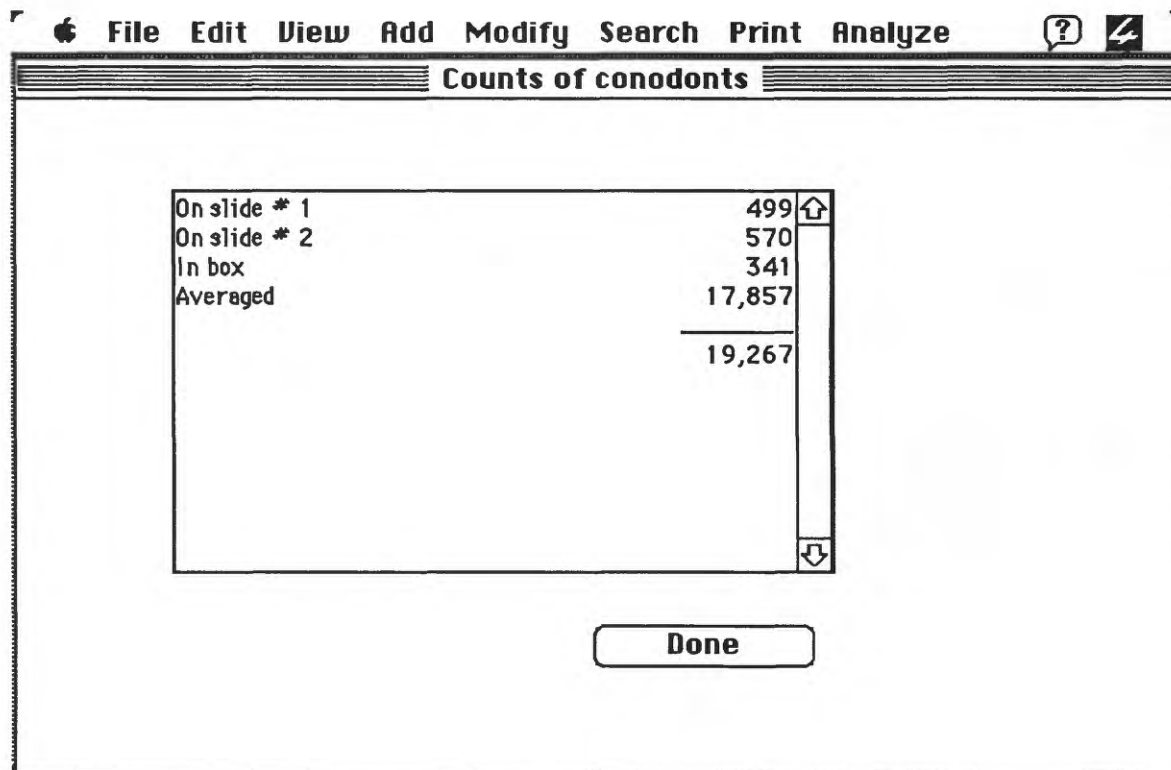 File Edit View Add Modify Search Print Analyze ? 4
Counts of conodonts
On slide # 1 499
On slide # 2 570
In box 341
Averaged 17,857
19,267
Done